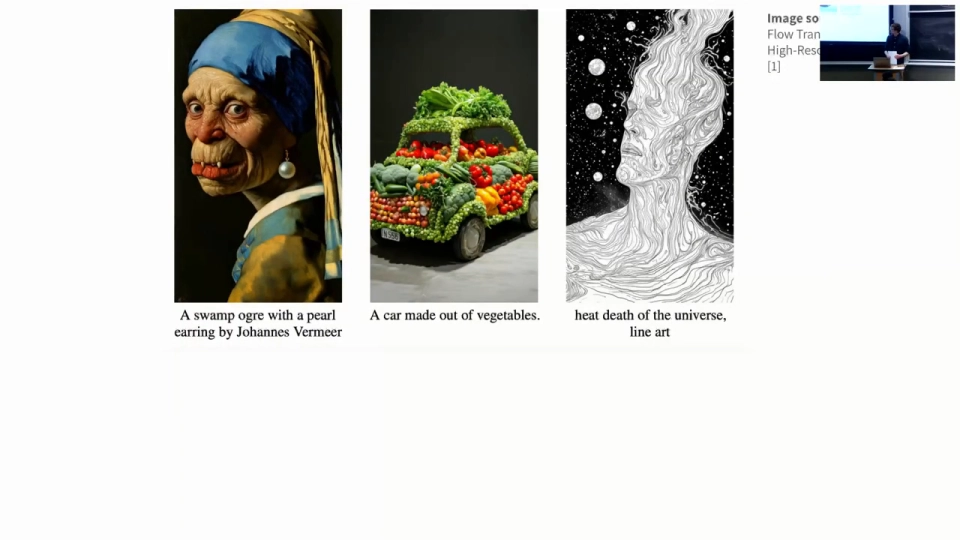 A swamp ogre with a pearl
earring by Johannes Vermeer
A car made out of vegetables.
heat death of the universe,
line art
Image so
Flow Tran
High-Reso
[1]